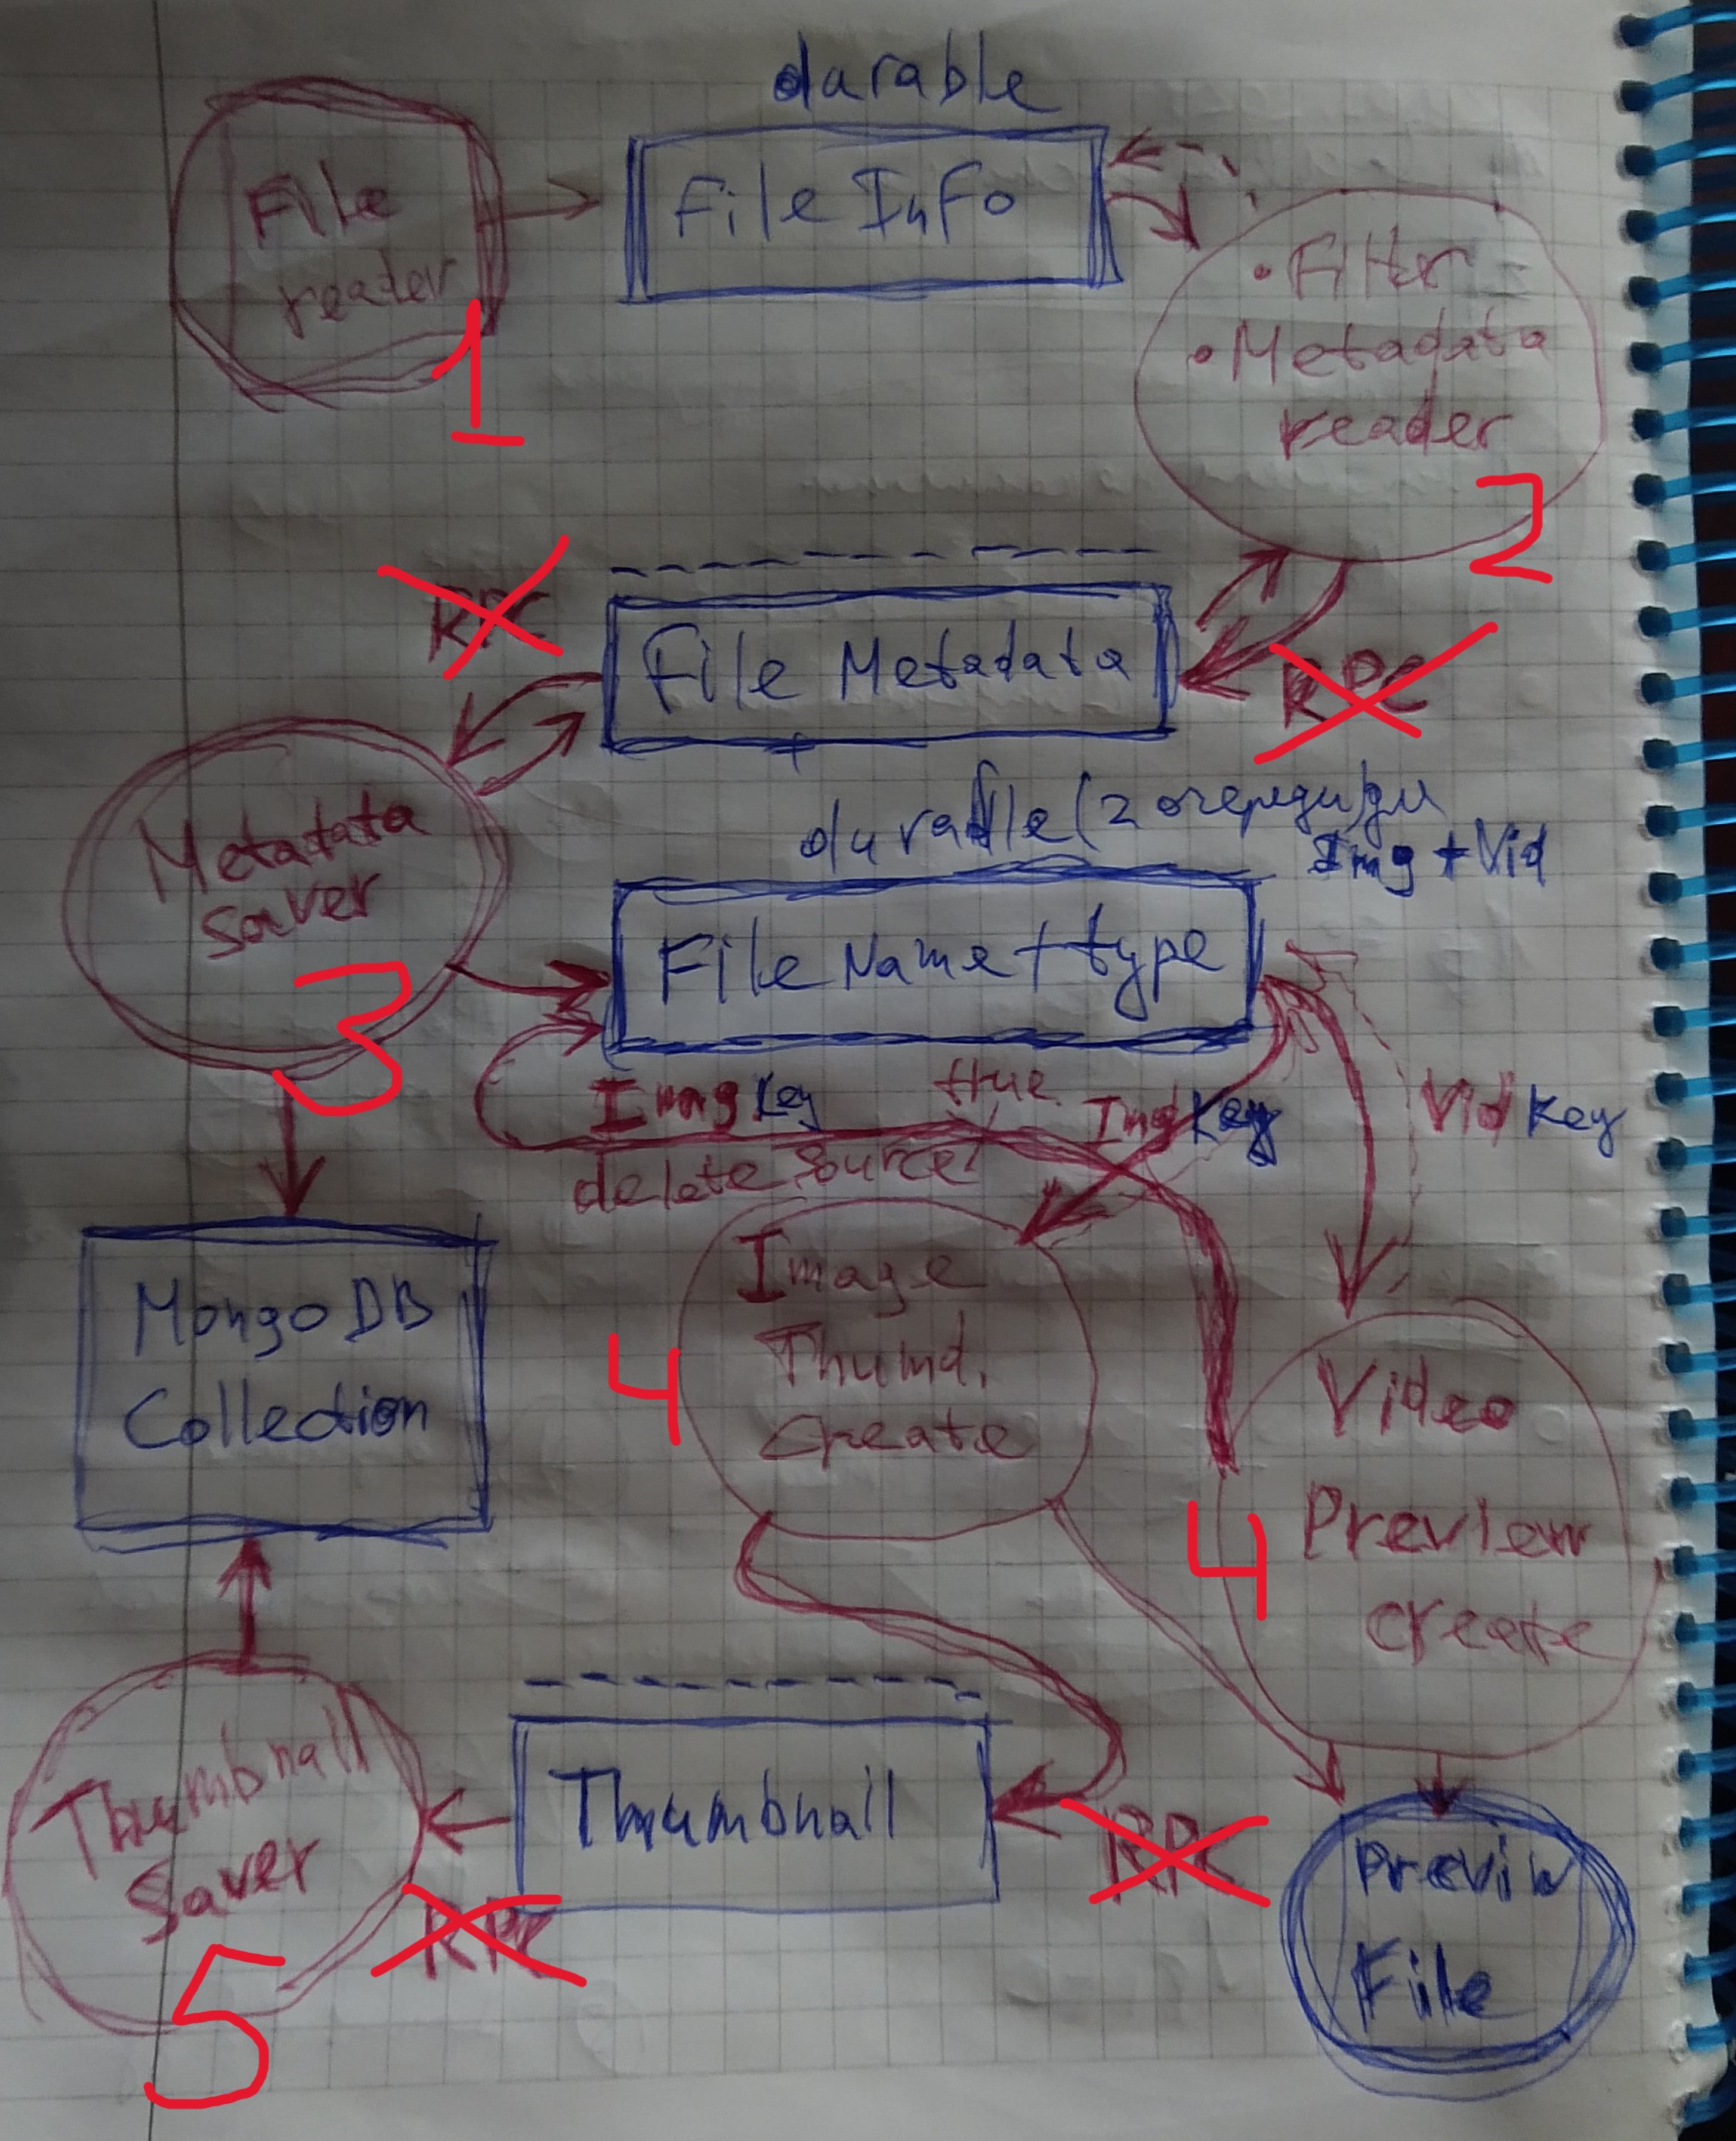 durable
File
reader
1
File Info
• Filter
• Metadata
reader
2
RPC
File Metadata
RPC
durable (2 очереди) для
Img + Vid
Metadata
saver
3
File Name + type
Img Key
true
Img Key
Vid Key
delete Source
MongoDB
Collection
Image
Thumd.
create
4
Video
Preview
create
4
Thumbnail
saver
5
Thumbnail
RPC
RPC
Previw
File